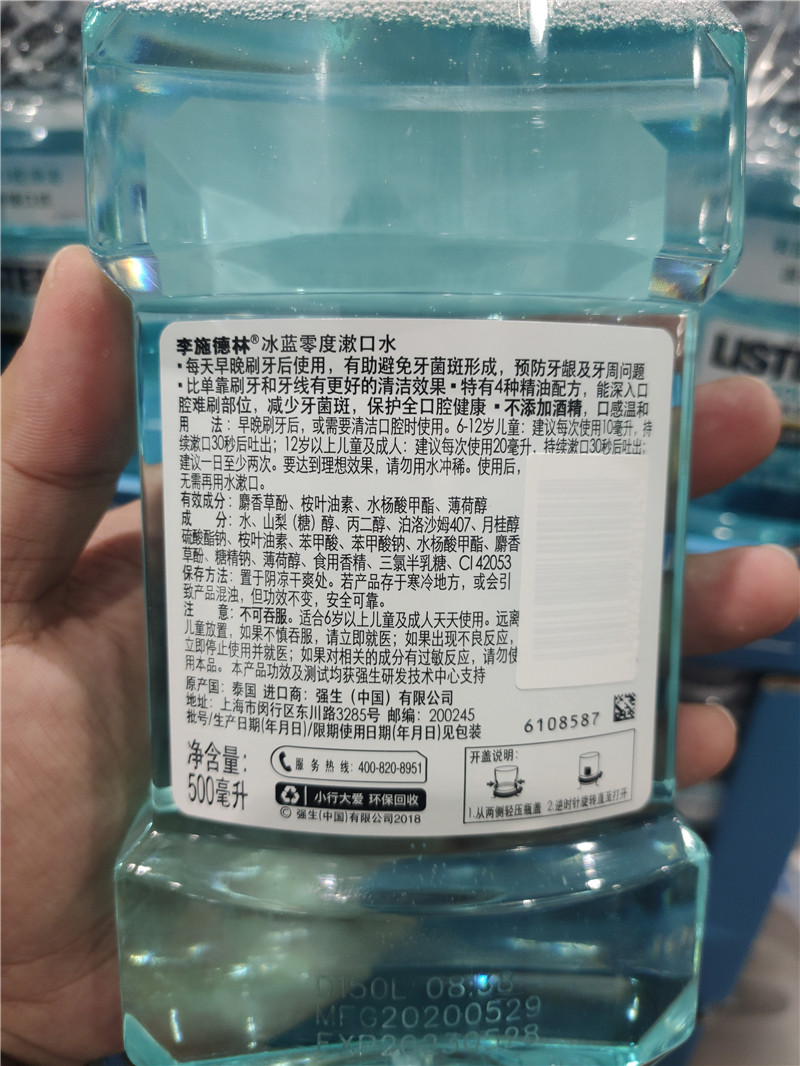 李施德林®冰蓝零度漱口水
▪每天早晚刷牙后使用，有助避免牙菌斑形成，预防牙龈及牙周问题
▪比单靠刷牙和牙线有更好的清洁效果▪特有4种精油配方，能深入口
腔难刷部位，减少牙菌斑，保护全口腔健康▪不添加酒精，口感温和
用　法：早晚刷牙后，或需要清洁口腔时使用。6-12岁儿童：建议每次使用10毫升，持
续漱口30秒后吐出；12岁以上儿童及成人：建议每次使用20毫升，持续漱口30秒后吐出；
建议一日至少两次。要达到理想效果，请勿用水冲稀。使用后，
无需再用水漱口。
有效成分：麝香草酚、桉叶油素、水杨酸甲酯、薄荷醇
成　分：水、山梨（糖）醇、丙二醇、泊洛沙姆407、月桂醇
硫酸酯钠、桉叶油素、苯甲酸、苯甲酸钠、水杨酸甲酯、麝香
草酚、糖精钠、薄荷醇、食用香精、三氯半乳糖、CI 42053
保存方法：置于阴凉干爽处。若产品存于寒冷地方，或会引
致产品混浊，但功效不变，安全可靠。
注　意：不可吞服。适合6岁以上儿童及成人天天使用。远离
儿童放置，如果不慎吞服，请立即就医；如果出现不良反应，
立即停止使用并就医；如果对相关的成分有过敏反应，请勿使
用本品。本产品功效及测试均获强生研发技术中心支持
原产国：泰国 进口商：强生（中国）有限公司
地址：上海市闵行区东川路3285号 邮编：200245
批号/生产日期(年月日)/限期使用日期(年月日)见包装
6108587
净含量：
500毫升
服务热线：400-820-8951
小行大爱 环保回收
© 强生(中国)有限公司2018
开盖说明：
1.从两侧轻压瓶盖 2.逆时针旋转直至打开
0150L 08:
MFG20200529
EXP20230528
LISTE